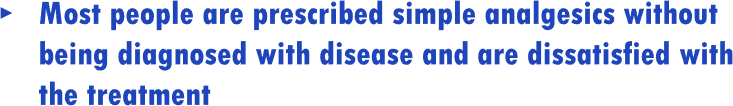 ▸ Most people are prescribed simple analgesics without
being diagnosed with disease and are dissatisfied with
the treatment